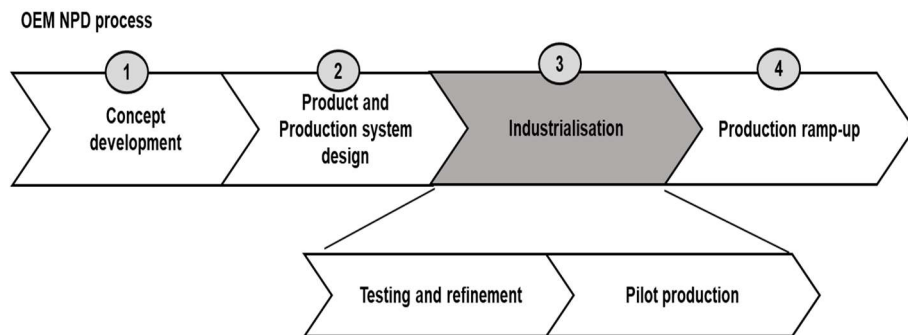 OEM NPD process
1
2
3
4
Concept
development
Product and
Production system
design
Industrialisation
Production ramp-up
Testing and refinement
Pilot production